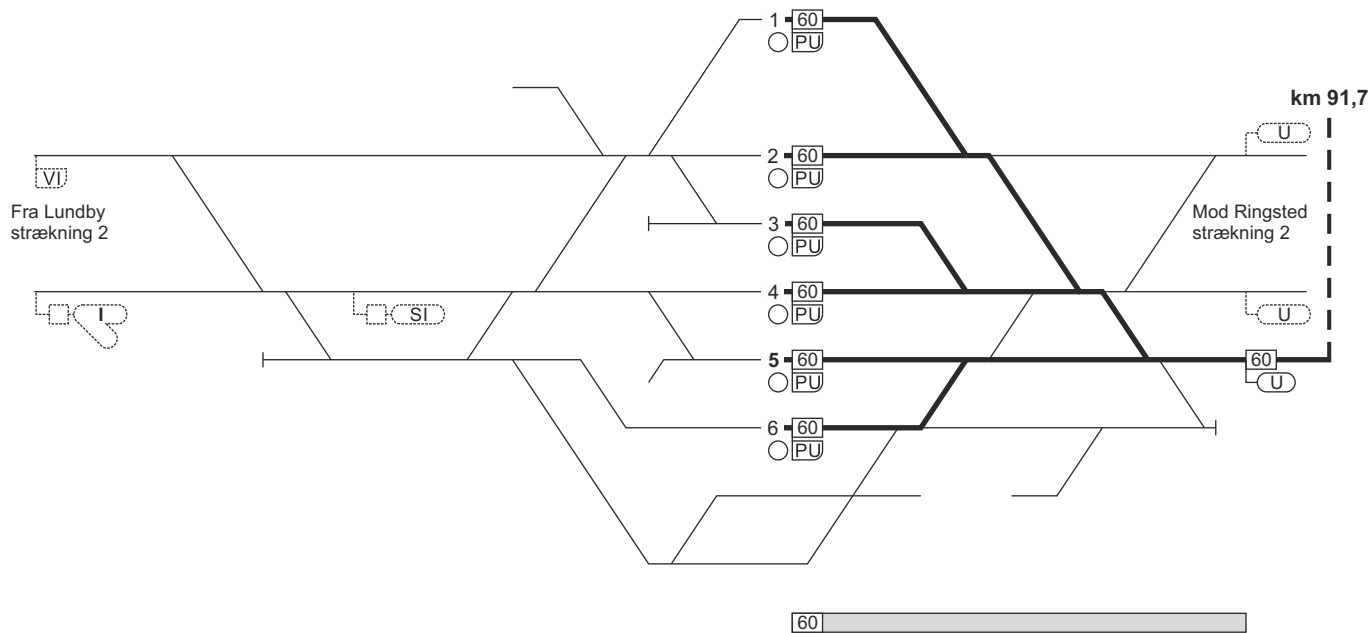 1 60
PU
km 91,7
U
2 60
PU
VI
Fra Lundby
strækning 2
3 60
PU
Mod Ringsted
strækning 2
4 60
PU
I
SI
U
5 60
PU
60
U
6 60
PU
60